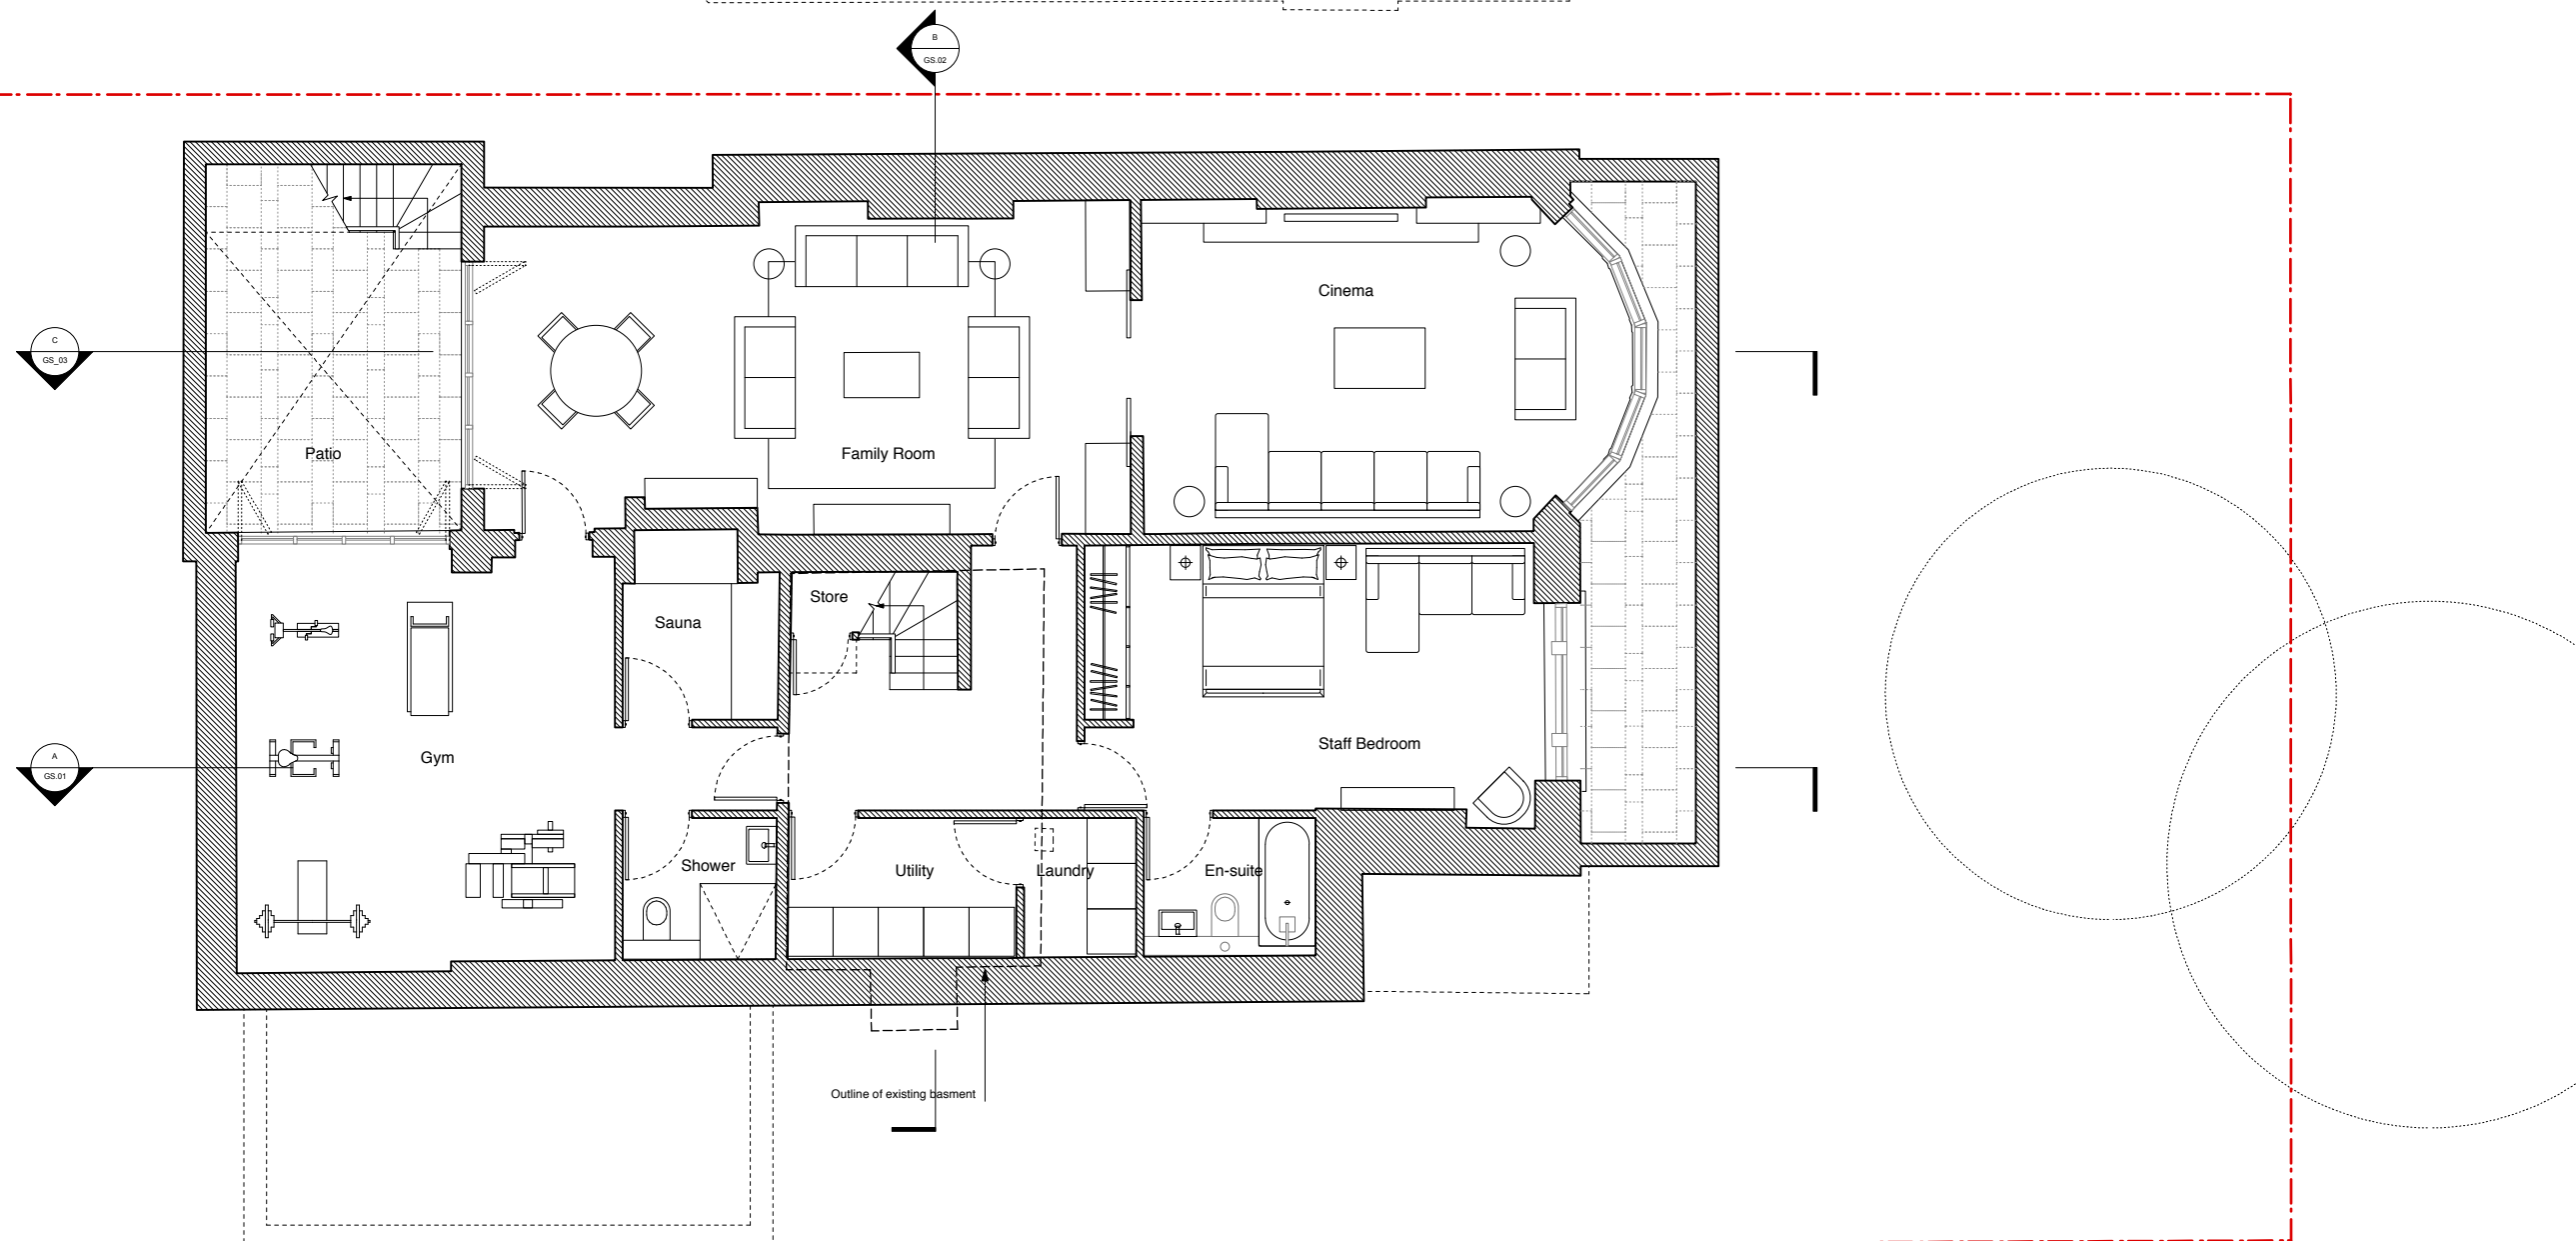 B
GS.02
Cinema
C
GS_03
Patio
Family Room
Store
Sauna
Staff Bedroom
A
GS.01
Gym
Shower
Utility
Laundry
En-suite
Outline of existing basment